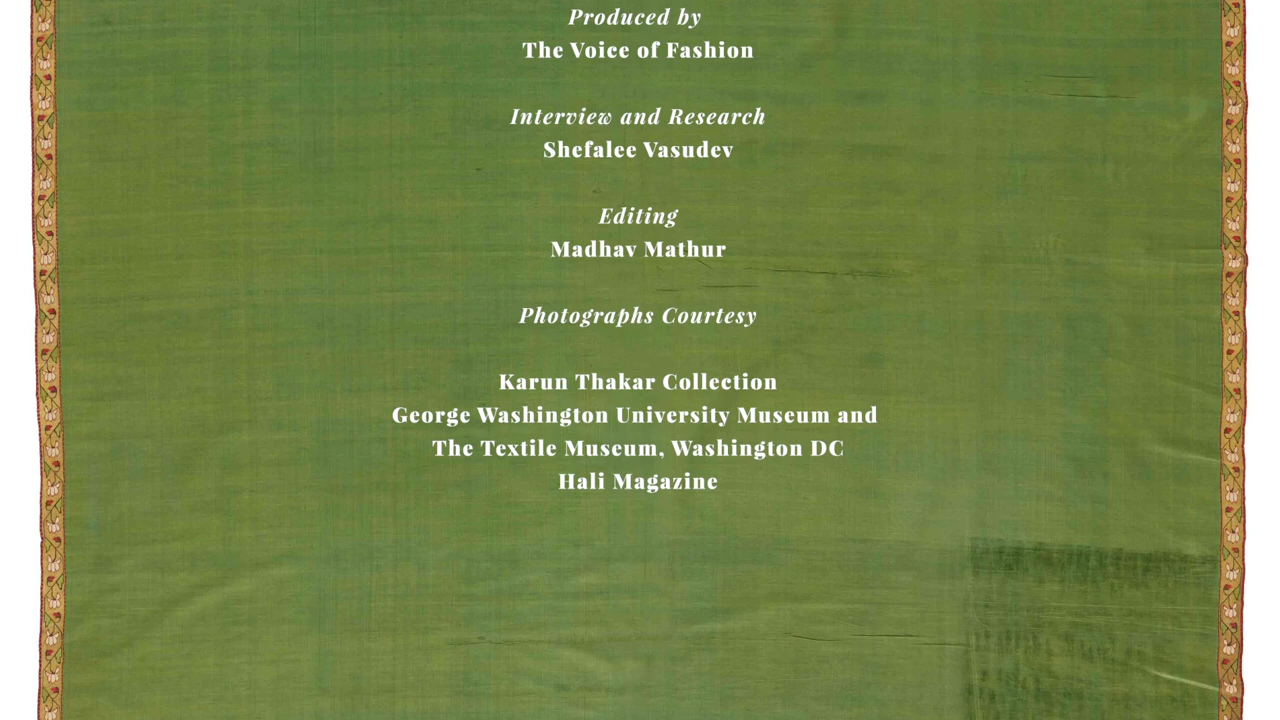 Produced by
The Voice of Fashion
Interview and Research
Shefalee Vasudev
Editing
Madhav Mathur
Photographs Courtesy
Karun Thakar Collection
George Washington University Museum and
The Textile Museum, Washington DC
Hali Magazine